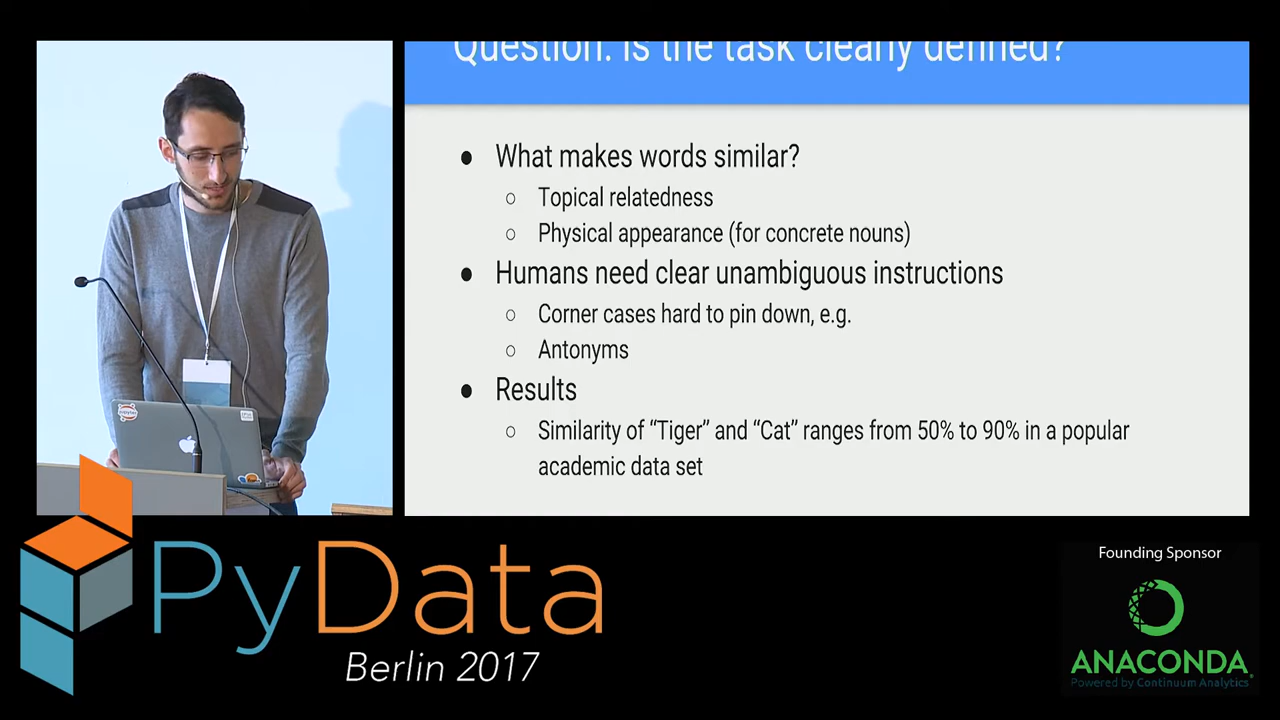 Question: Is the task clearly defined?
● What makes words similar?
○ Topical relatedness
○ Physical appearance (for concrete nouns)
● Humans need clear unambiguous instructions
○ Corner cases hard to pin down, e.g.
○ Antonyms
● Results
○ Similarity of “Tiger” and “Cat” ranges from 50% to 90% in a popular
academic data set
PyData
Berlin 2017
Founding Sponsor
ANACONDA
Powered by Continuum Analytics